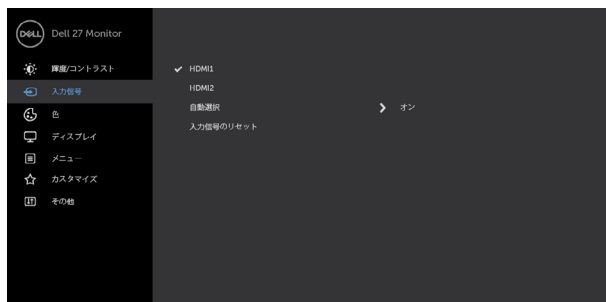 DELL Dell 27 Monitor
輝度/コントラスト
入力信号
色
ディスプレイ
メニュー
カスタマイズ
その他
✓ HDMI1
HDMI2
自動選択 > オン
入力信号のリセット